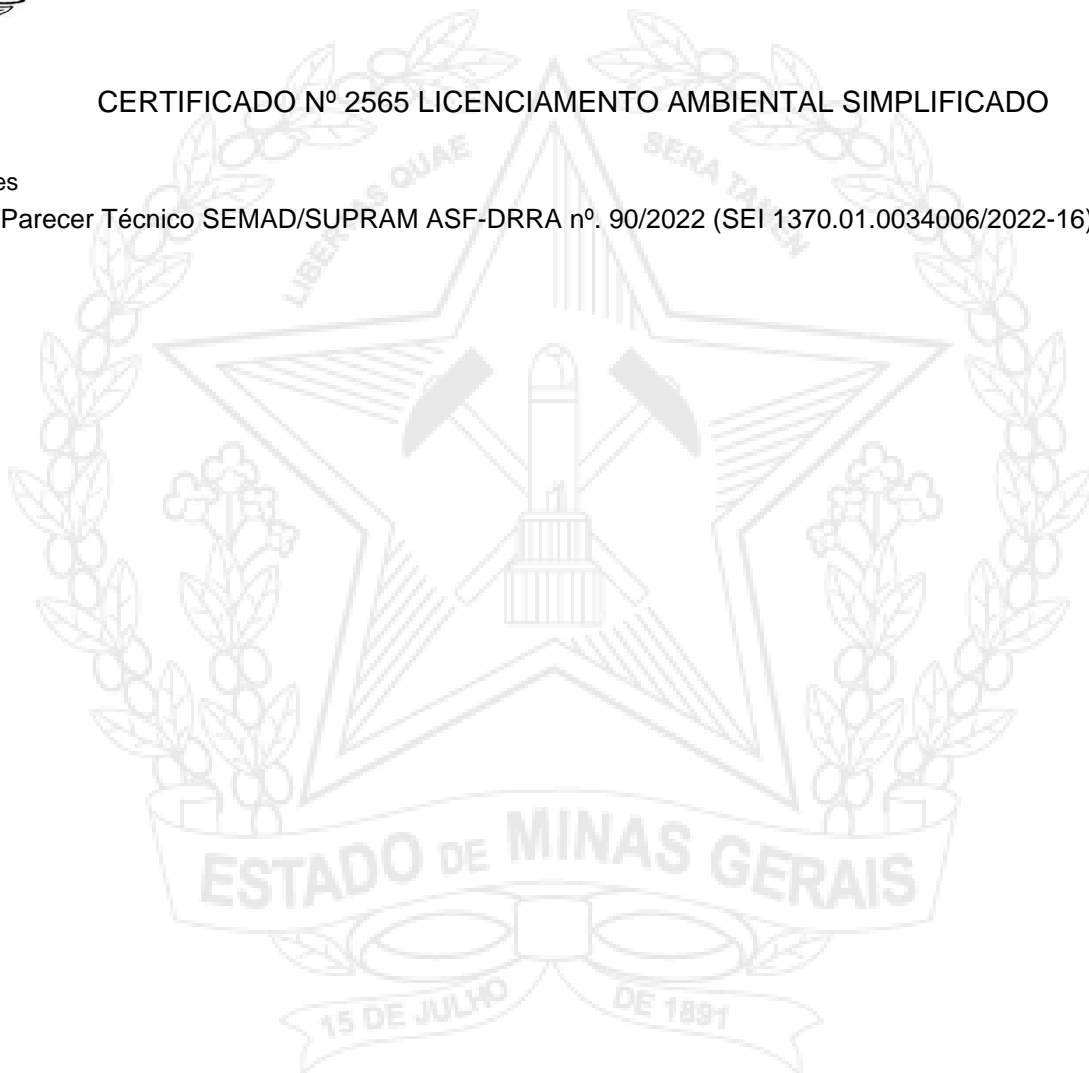 CERTIFICADO Nº 2565 LICENCIAMENTO AMBIENTAL SIMPLIFICADO
es
Parecer Técnico SEMAD/SUPRAM ASF-DRRA nº. 90/2022 (SEI 1370.01.0034006/2022-16)
LIBERTAS QUAE SERA TAMEN
ESTADO DE MINAS GERAIS
15 DE JULHO DE 1891